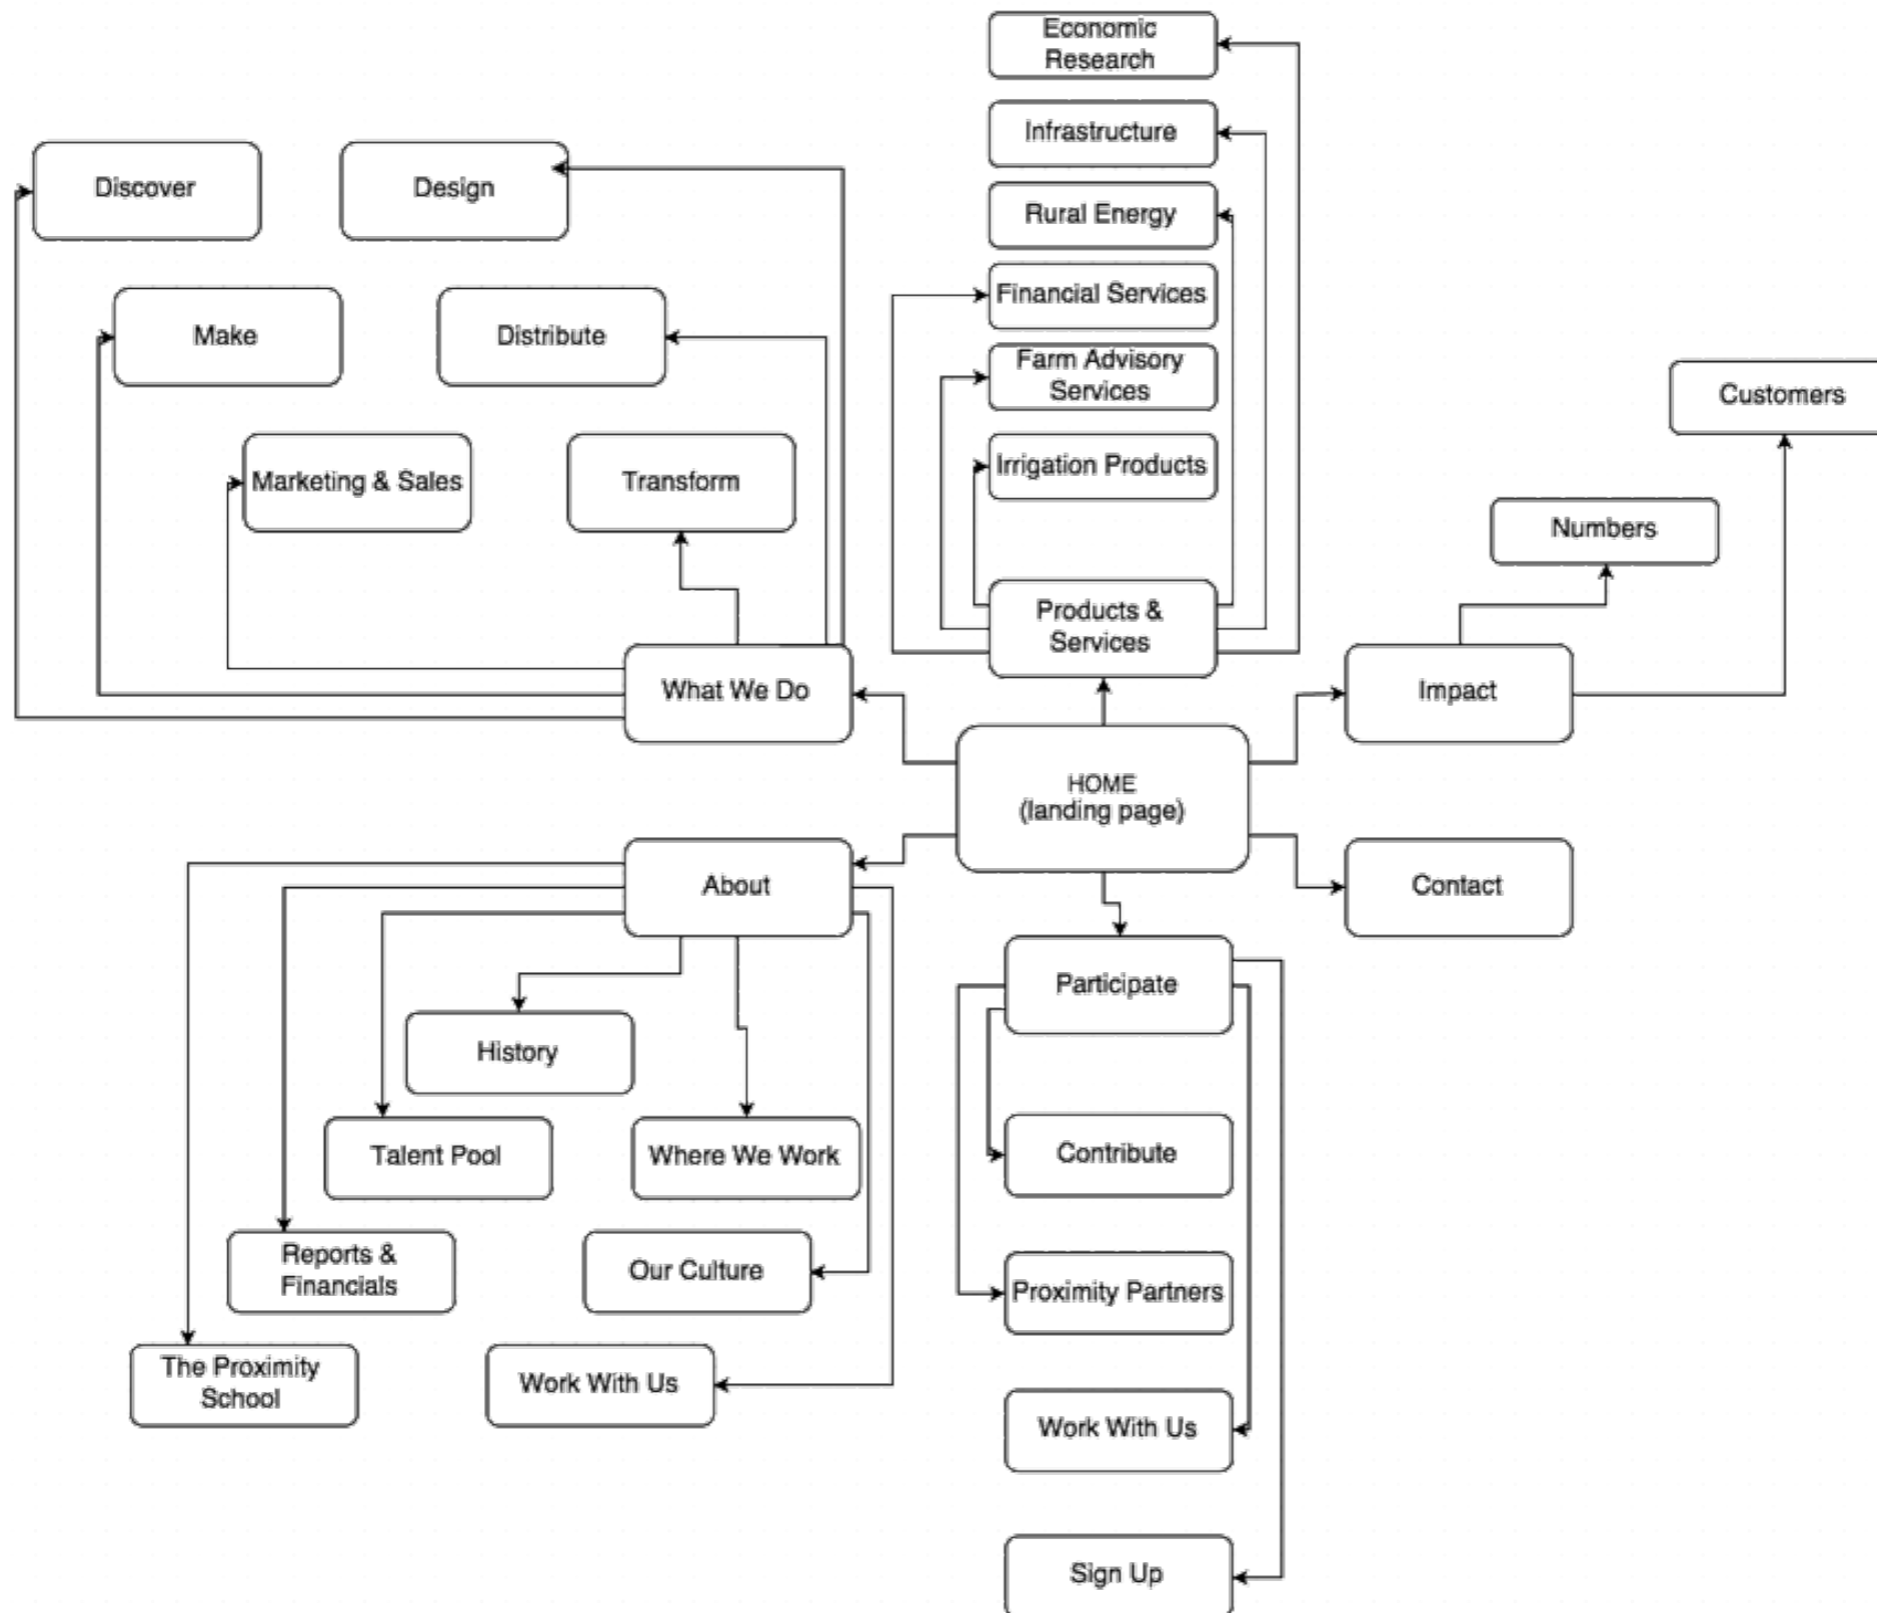 Economic
Research
Infrastructure
Discover
Design
Rural Energy
Financial Services
Make
Distribute
Farm Advisory
Services
Customers
Irrigation Products
Marketing & Sales
Transform
Numbers
Products &
Services
What We Do
Impact
HOME
(landing page)
About
Contact
Participate
History
Talent Pool
Where We Work
Contribute
Reports &
Financials
Our Culture
Proximity Partners
The Proximity
School
Work With Us
Work With Us
Sign Up